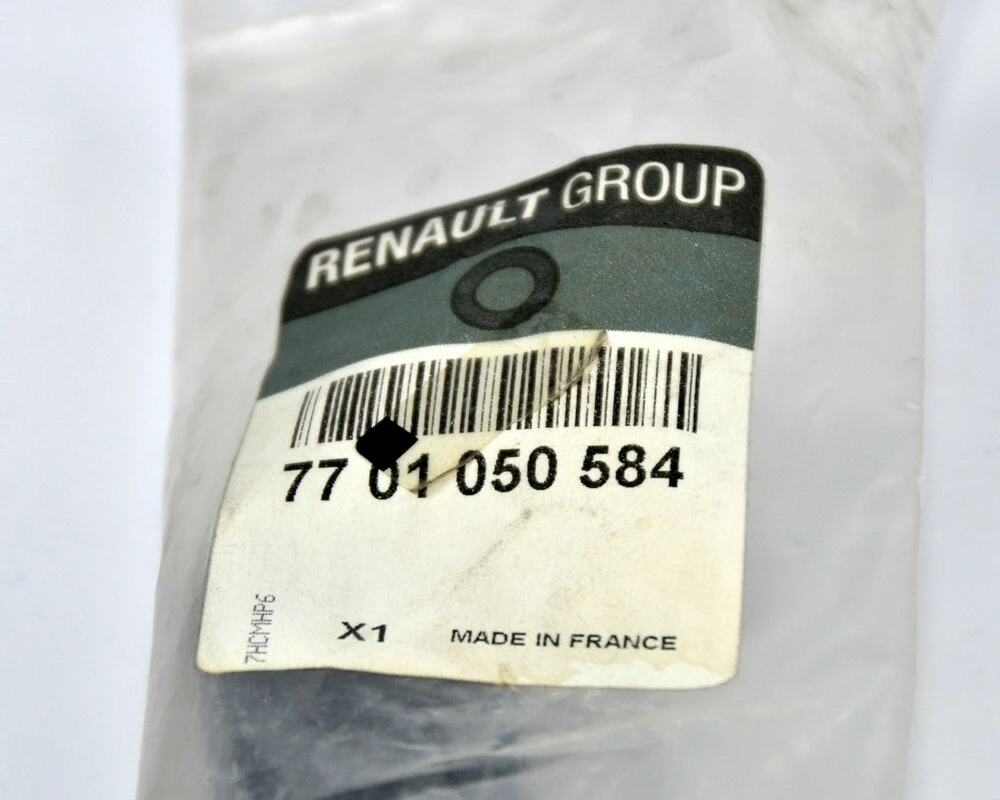 RENAULT GROUP
77 01 050 584
7HCMHP6
X1 MADE IN FRANCE